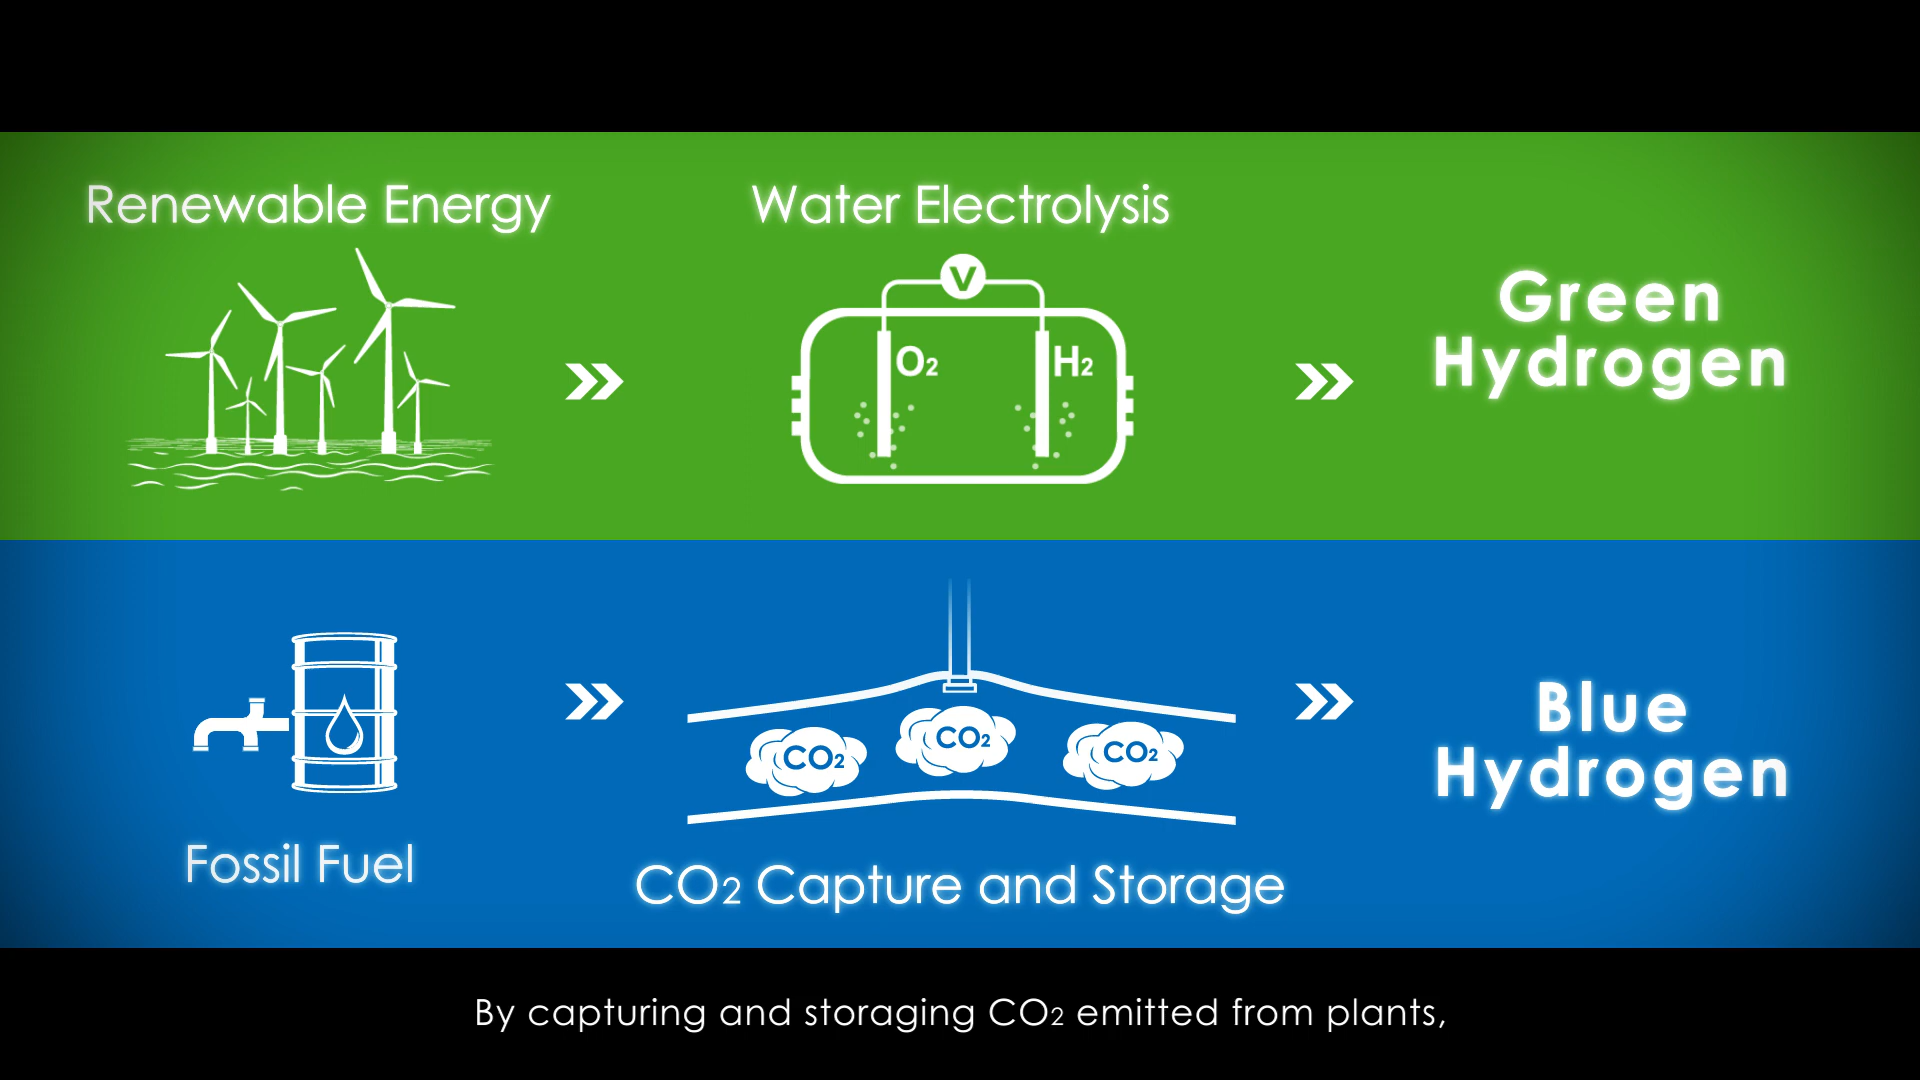 Renewable Energy
Water Electrolysis
V
O2
H2
Green
Hydrogen
CO2
CO2
CO2
Fossil Fuel
CO2 Capture and Storage
Blue
Hydrogen
By capturing and storaging CO2 emitted from plants,